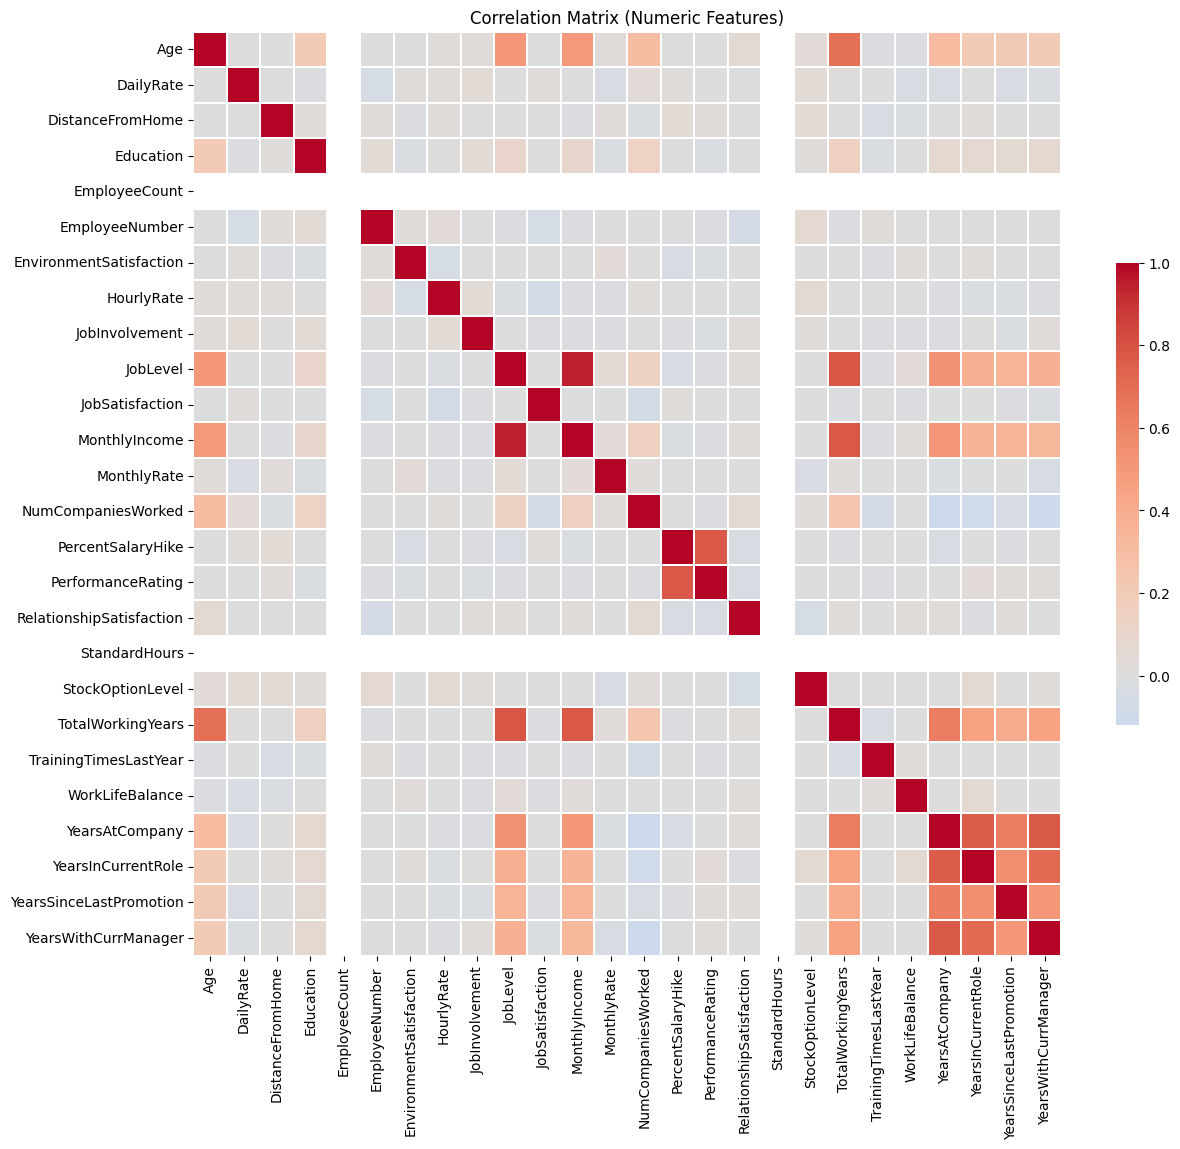 Correlation Matrix (Numeric Features)
Age
DailyRate
DistanceFromHome
Education
EmployeeCount
EmployeeNumber
EnvironmentSatisfaction
HourlyRate
JobInvolvement
JobLevel
JobSatisfaction
MonthlyIncome
MonthlyRate
NumCompaniesWorked
PercentSalaryHike
PerformanceRating
RelationshipSatisfaction
StandardHours
StockOptionLevel
TotalWorkingYears
TrainingTimesLastYear
WorkLifeBalance
YearsAtCompany
YearsInCurrentRole
YearsSinceLastPromotion
YearsWithCurrManager
Age
DailyRate
DistanceFromHome
Education
EmployeeCount
EmployeeNumber
EnvironmentSatisfaction
HourlyRate
JobInvolvement
JobLevel
JobSatisfaction
MonthlyIncome
MonthlyRate
NumCompaniesWorked
PercentSalaryHike
PerformanceRating
RelationshipSatisfaction
StandardHours
StockOptionLevel
TotalWorkingYears
TrainingTimesLastYear
WorkLifeBalance
YearsAtCompany
YearsInCurrentRole
YearsSinceLastPromotion
YearsWithCurrManager
1.0
0.8
0.6
0.4
0.2
0.0